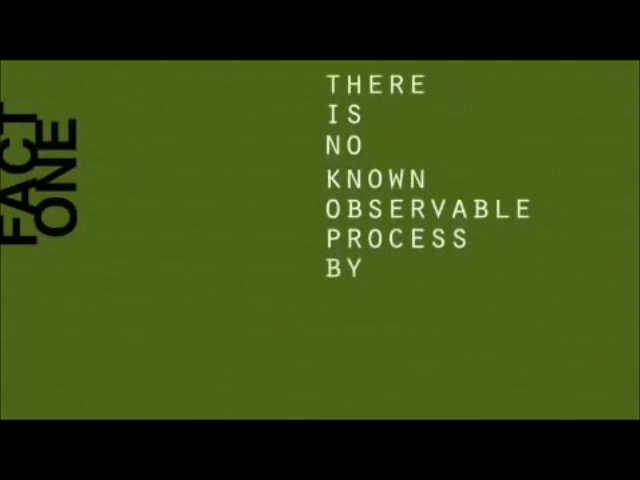 FACT
ONE
THERE
IS
NO
KNOWN
OBSERVABLE
PROCESS
BY